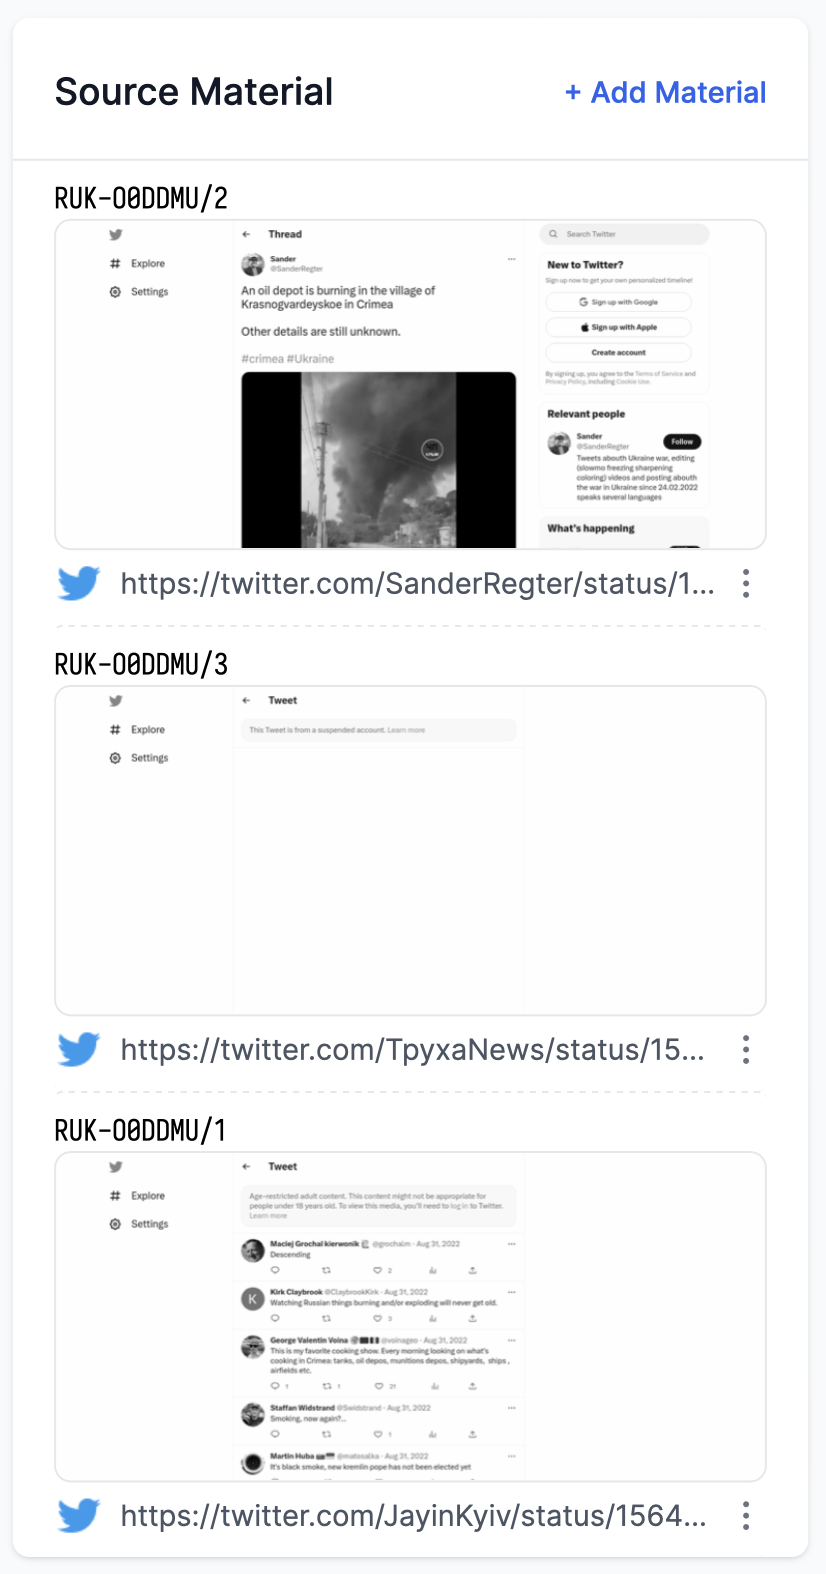 Source Material
+ Add Material
RUK-O0DDMU/2
Explore
Settings
Thread
Sander
@SanderRegter
An oil depot is burning in the village of
Krasnogvardeyskoe in Crimea
Other details are still unknown.
#crimea #Ukraine
Search Twitter
New to Twitter?
Sign up now to get your own personalized timeline!
Sign up with Google
Sign up with Apple
Create account
By signing up, you agree to the Terms of Service and
Privacy Policy, including Cookie Use.
Relevant people
Sander
@SanderRegter
Follow
Tweets abouth Ukraine war, editing
(slowmo freezing sharpening
coloring) videos and posting abouth
the war in Ukraine since 24.02.2022
speaks several languages
What's happening
https://twitter.com/SanderRegter/status/1...
RUK-O0DDMU/3
Explore
Settings
Tweet
This Tweet is from a suspended account. Learn more
https://twitter.com/TpyxaNews/status/15...
RUK-O0DDMU/1
Explore
Settings
Tweet
Age-restricted adult content. This content might not be appropriate for
people under 18 years old. To view this media, you'll need to log in to Twitter.
Learn more
Maciej Grochal kierwonik @grochalm · Aug 31, 2022
Descending
2
K
Kirk Claybrook @ClaybrookKirk · Aug 31, 2022
Watching Russian things burning and/or exploding will never get old.
3
George Valentin Voina @voinageo · Aug 31, 2022
This is my favorite cooking show. Every morning looking on what's
cooking in Crimea: tanks, oil depos, munitions depos, shipyards, ships,
airfields etc.
1 1 21
Staffan Widstrand @Swidstrand · Aug 31, 2022
Smoking, now again?..
1
Martin Huba @matosalka · Aug 31, 2022
It's black smoke, new kremlin pope has not been elected yet
https://twitter.com/JayinKyiv/status/1564...